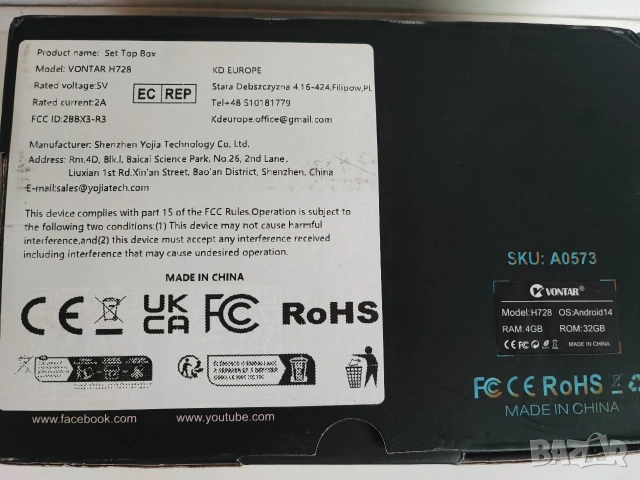 Product name: Set Top Box
Model: VONTAR H728
Rated voltage:5V
Rated current:2A
FCC ID:2BBX3-R3
EC REP
KD EUROPE
Stara Debszczyzna 4 16-424,Filipow,PL
Tel+48 510181779
Kdeurope.office@gmail.com
Manufacturer: Shenzhen Yojia Technology Co, Ltd.
Address: Rm.4D, Blk.I, Baicai Science Park, No.26, 2nd Lane,
Liuxian 1st Rd.Xin'an Street, Bao'an District, Shenzhen, China
E-mail:sales@yojiatech.com
This device complies with part 15 of the FCC Rules.Operation is subject to
the following two conditions:(1) This device may not cause harmful
interference,and(2) this device must accept any interference received
including interference that may cause undesired operation.
MADE IN CHINA
CE UK CA FC RoHS
www.facebook.com www.youtube.com
SKU: A0573
VONTAR
Model:H728 OS:Android14
RAM: 4GB ROM: 32GB
CE FC MADE IN CHINA
FC CE RoHS
MADE IN CHINA
BAZAR